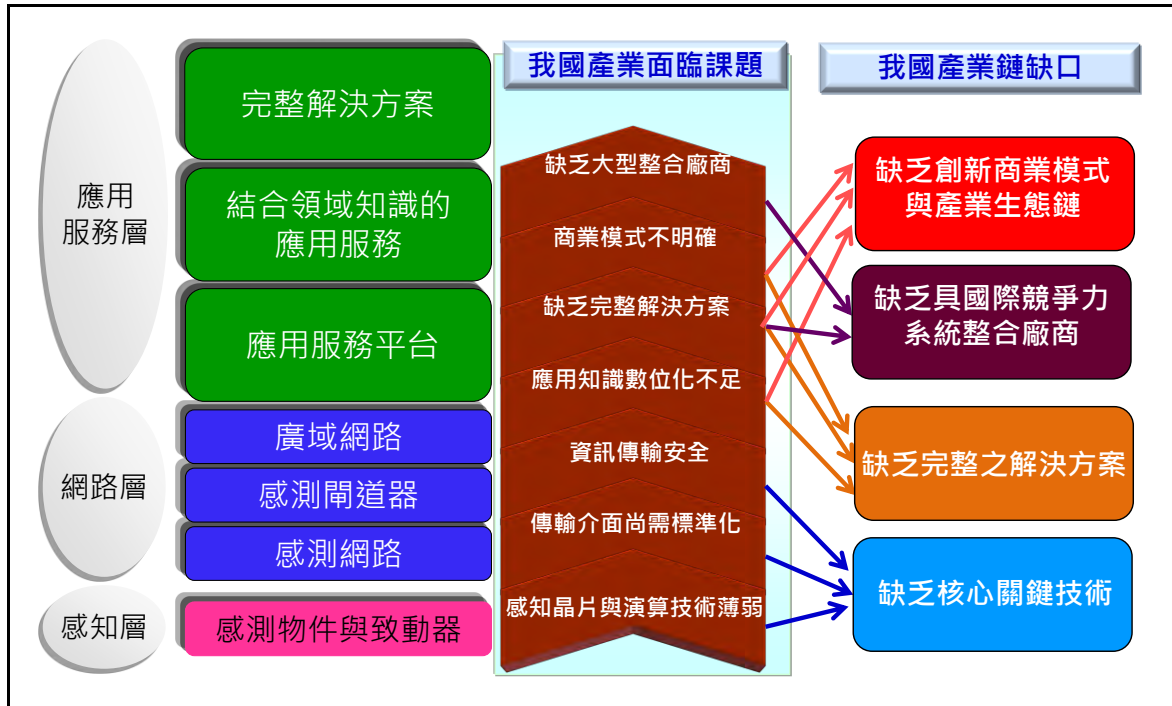 應用
服務層
網路層
感知層
完整解決方案
結合領域知識的
應用服務
應用服務平台
廣域網路
感測閘道器
感測網路
感測物件與致動器
我國產業面臨課題
缺乏大型整合廠商
商業模式不明確
缺乏完整解決方案
應用知識數位化不足
資訊傳輸安全
傳輸介面尚需標準化
感知晶片與演算技術薄弱
我國產業鏈缺口
缺乏創新商業模式
與產業生態鏈
缺乏具國際競爭力
系統整合廠商
缺乏完整之解決方案
缺乏核心關鍵技術